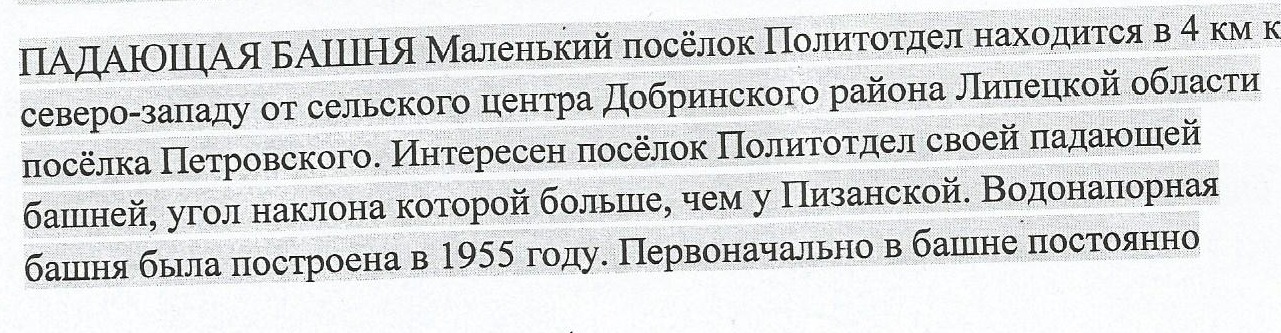 ПАДАЮЩАЯ БАШНЯ Маленький посёлок Политотдел находится в 4 км к
северо-западу от сельского центра Добринского района Липецкой области
посёлка Петровского. Интересен посёлок Политотдел своей падающей
башней, угол наклона которой больше, чем у Пизанской. Водонапорная
башня была построена в 1955 году. Первоначально в башне постоянно